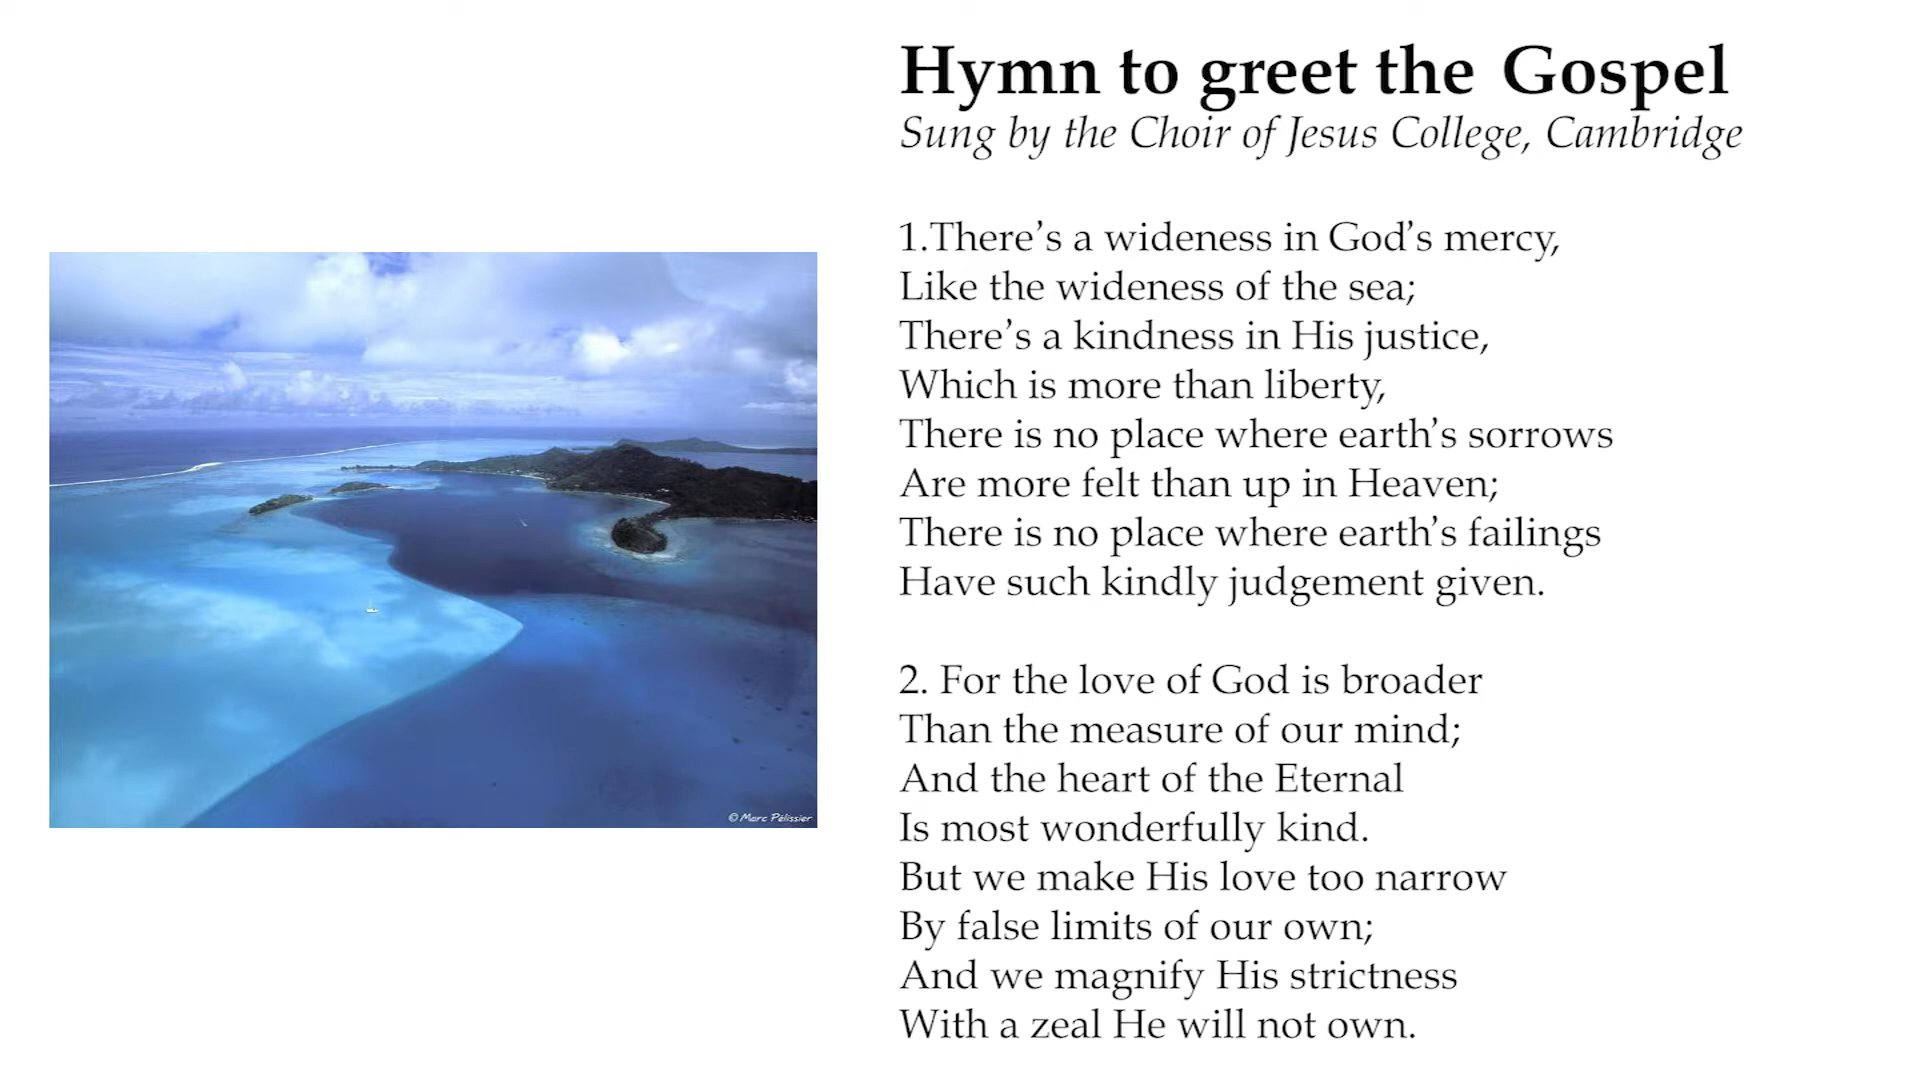 Hymn to greet the Gospel
Sung by the Choir of Jesus College, Cambridge
1.There's a wideness in God's mercy,
Like the wideness of the sea;
There's a kindness in His justice,
Which is more than liberty,
There is no place where earth's sorrows
Are more felt than up in Heaven;
There is no place where earth's failings
Have such kindly judgement given.
2. For the love of God is broader
Than the measure of our mind;
And the heart of the Eternal
Is most wonderfully kind.
But we make His love too narrow
By false limits of our own;
And we magnify His strictness
With a zeal He will not own.
© Marc Pélissier